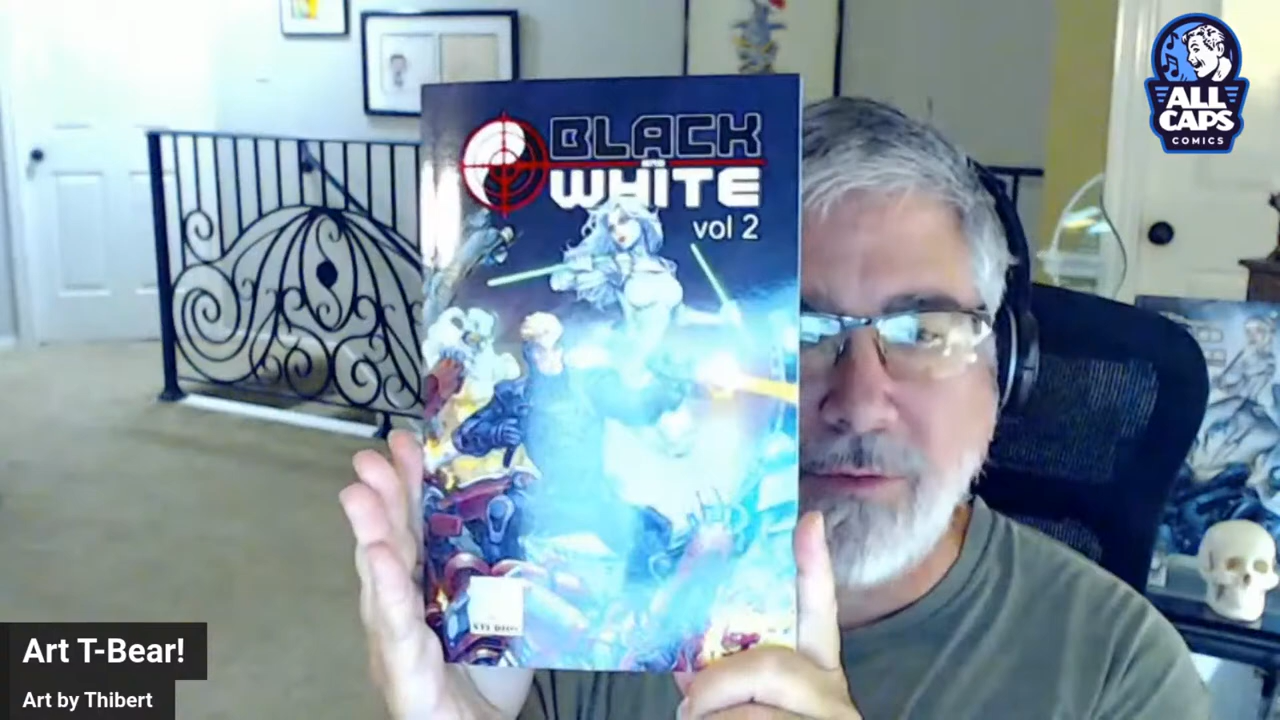 BLACK
AND
WHITE
vol 2
ALL
CAPS
COMICS
Art T-Bear!
Art by Thibert